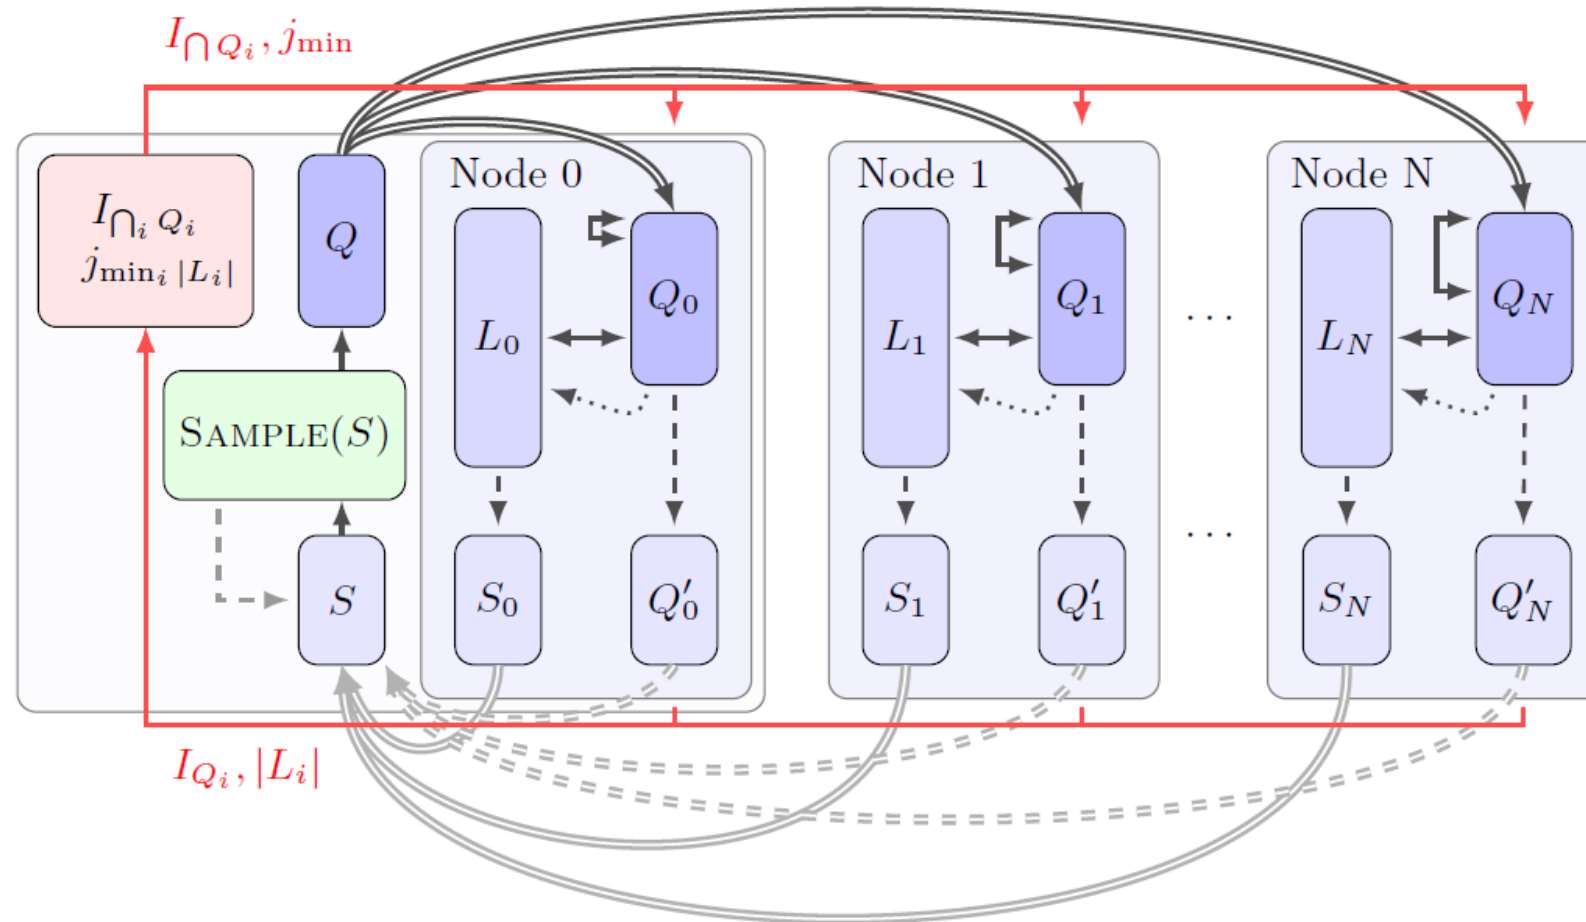 I_{⋂ Q_i}, j_min
Node 0
Node 1
Node N
I_{⋂_i Q_i}
j_{min_i |L_i|}
Q
Q_0
Q_1
Q_N
L_0
L_1
L_N
. . .
SAMPLE(S)
. . .
S
S_0
Q′_0
S_1
Q′_1
S_N
Q′_N
I_{Q_i}, |L_i|